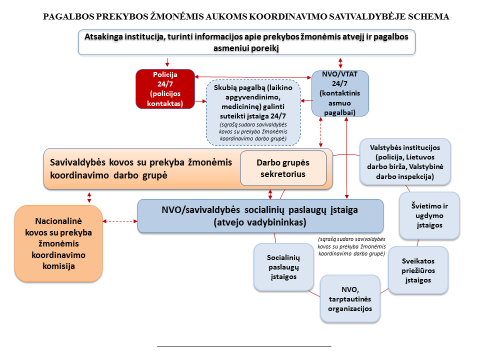 PAGALBOS PREKYBOS ŽMONĖMIS AUKOMS KOORDINAVIMO SAVIVALDYBĖJE SCHEMA
Atsakinga institucija, turinti informacijos apie prekybos žmonėmis atvejį ir pagalbos
asmeniui poreikį
Policija
24/7
(policijos
kontaktas)
Skubią pagalbą (laikino
apgyvendinimo,
medicininę) galinti
suteikti įstaiga 24/7
(sąrašą sudaro savivaldybės
kovos su prekyba žmonėmis
koordinavimo darbo grupė)
NVO/VTAT
24/7
(kontaktinis
asmuo
pagalbai)
Savivaldybės kovos su prekyba žmonėmis
koordinavimo darbo grupė
Darbo grupės
sekretorius
Valstybės institucijos
(policija, Lietuvos
darbo birža, Valstybinė
darbo inspekcija)
Švietimo ir
ugdymo
įstaigos
Nacionalinė
kovos su prekyba
žmonėmis
koordinavimo
komisija
NVO/savivaldybės socialinių paslaugų įstaiga
(atvejo vadybininkas)
(sąrašą sudaro savivaldybės
kovos su prekyba žmonėmis
koordinavimo darbo grupė)
Socialinių
paslaugų
įstaigos
Sveikatos
priežiūros
įstaigos
NVO,
tarptautinės
organizacijos